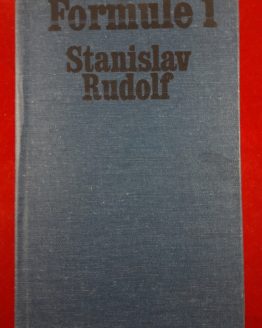 Formule 1
Stanislav
Rudolf